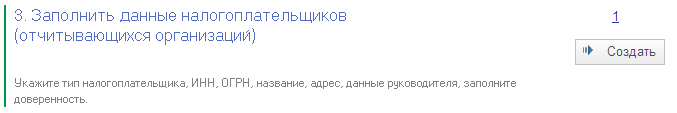 3. Заполнить данные налогоплательщиков
(отчитывающихся организаций)
1
Создать
Укажите тип налогоплательщика, ИНН, ОГРН, название, адрес, данные руководителя, заполните
доверенность.